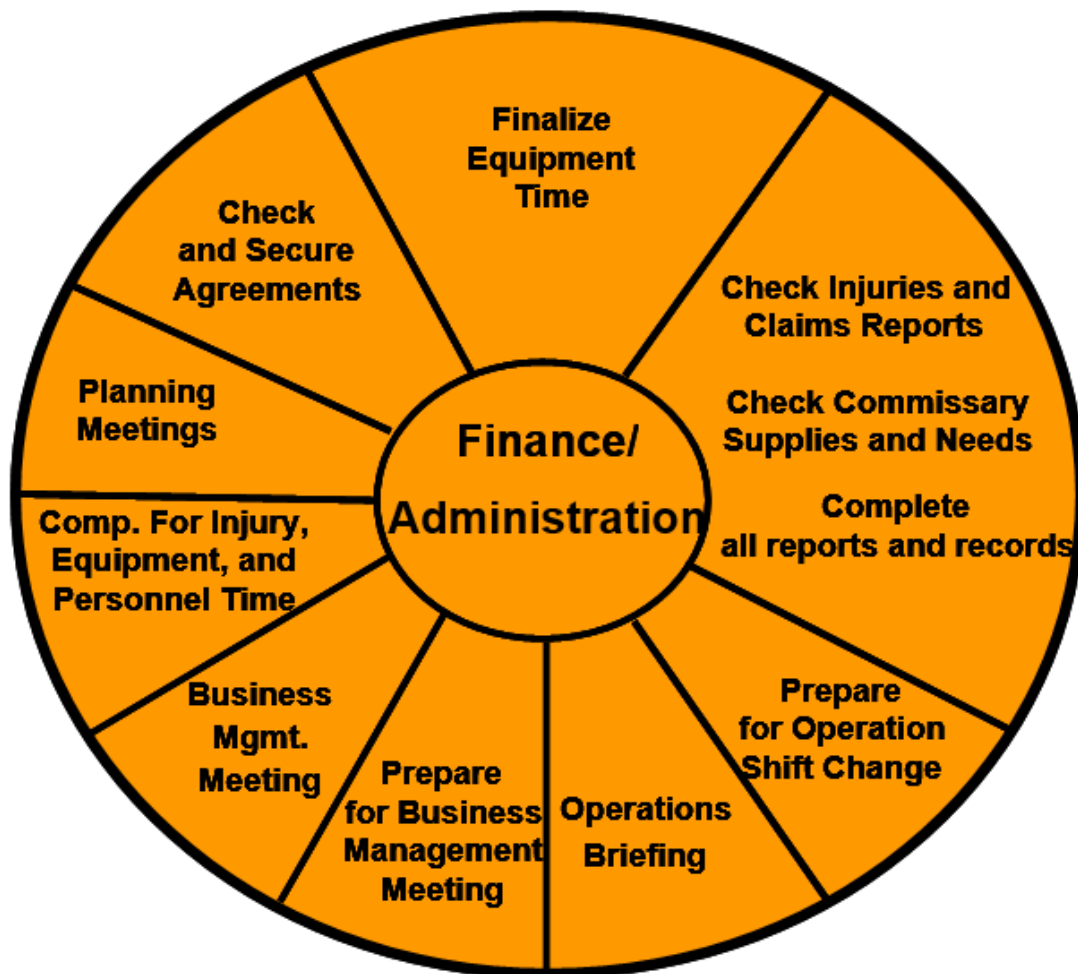 Finalize
Equipment
Time
Check Injuries and
Claims Reports
Check Commissary
Supplies and Needs
Complete
all reports and records
Prepare
for Operation
Shift Change
Operations
Briefing
Prepare
for Business
Management
Meeting
Business
Mgmt.
Meeting
Comp. For Injury,
Equipment, and
Personnel Time
Planning
Meetings
Check
and Secure
Agreements
Finance/
Administration